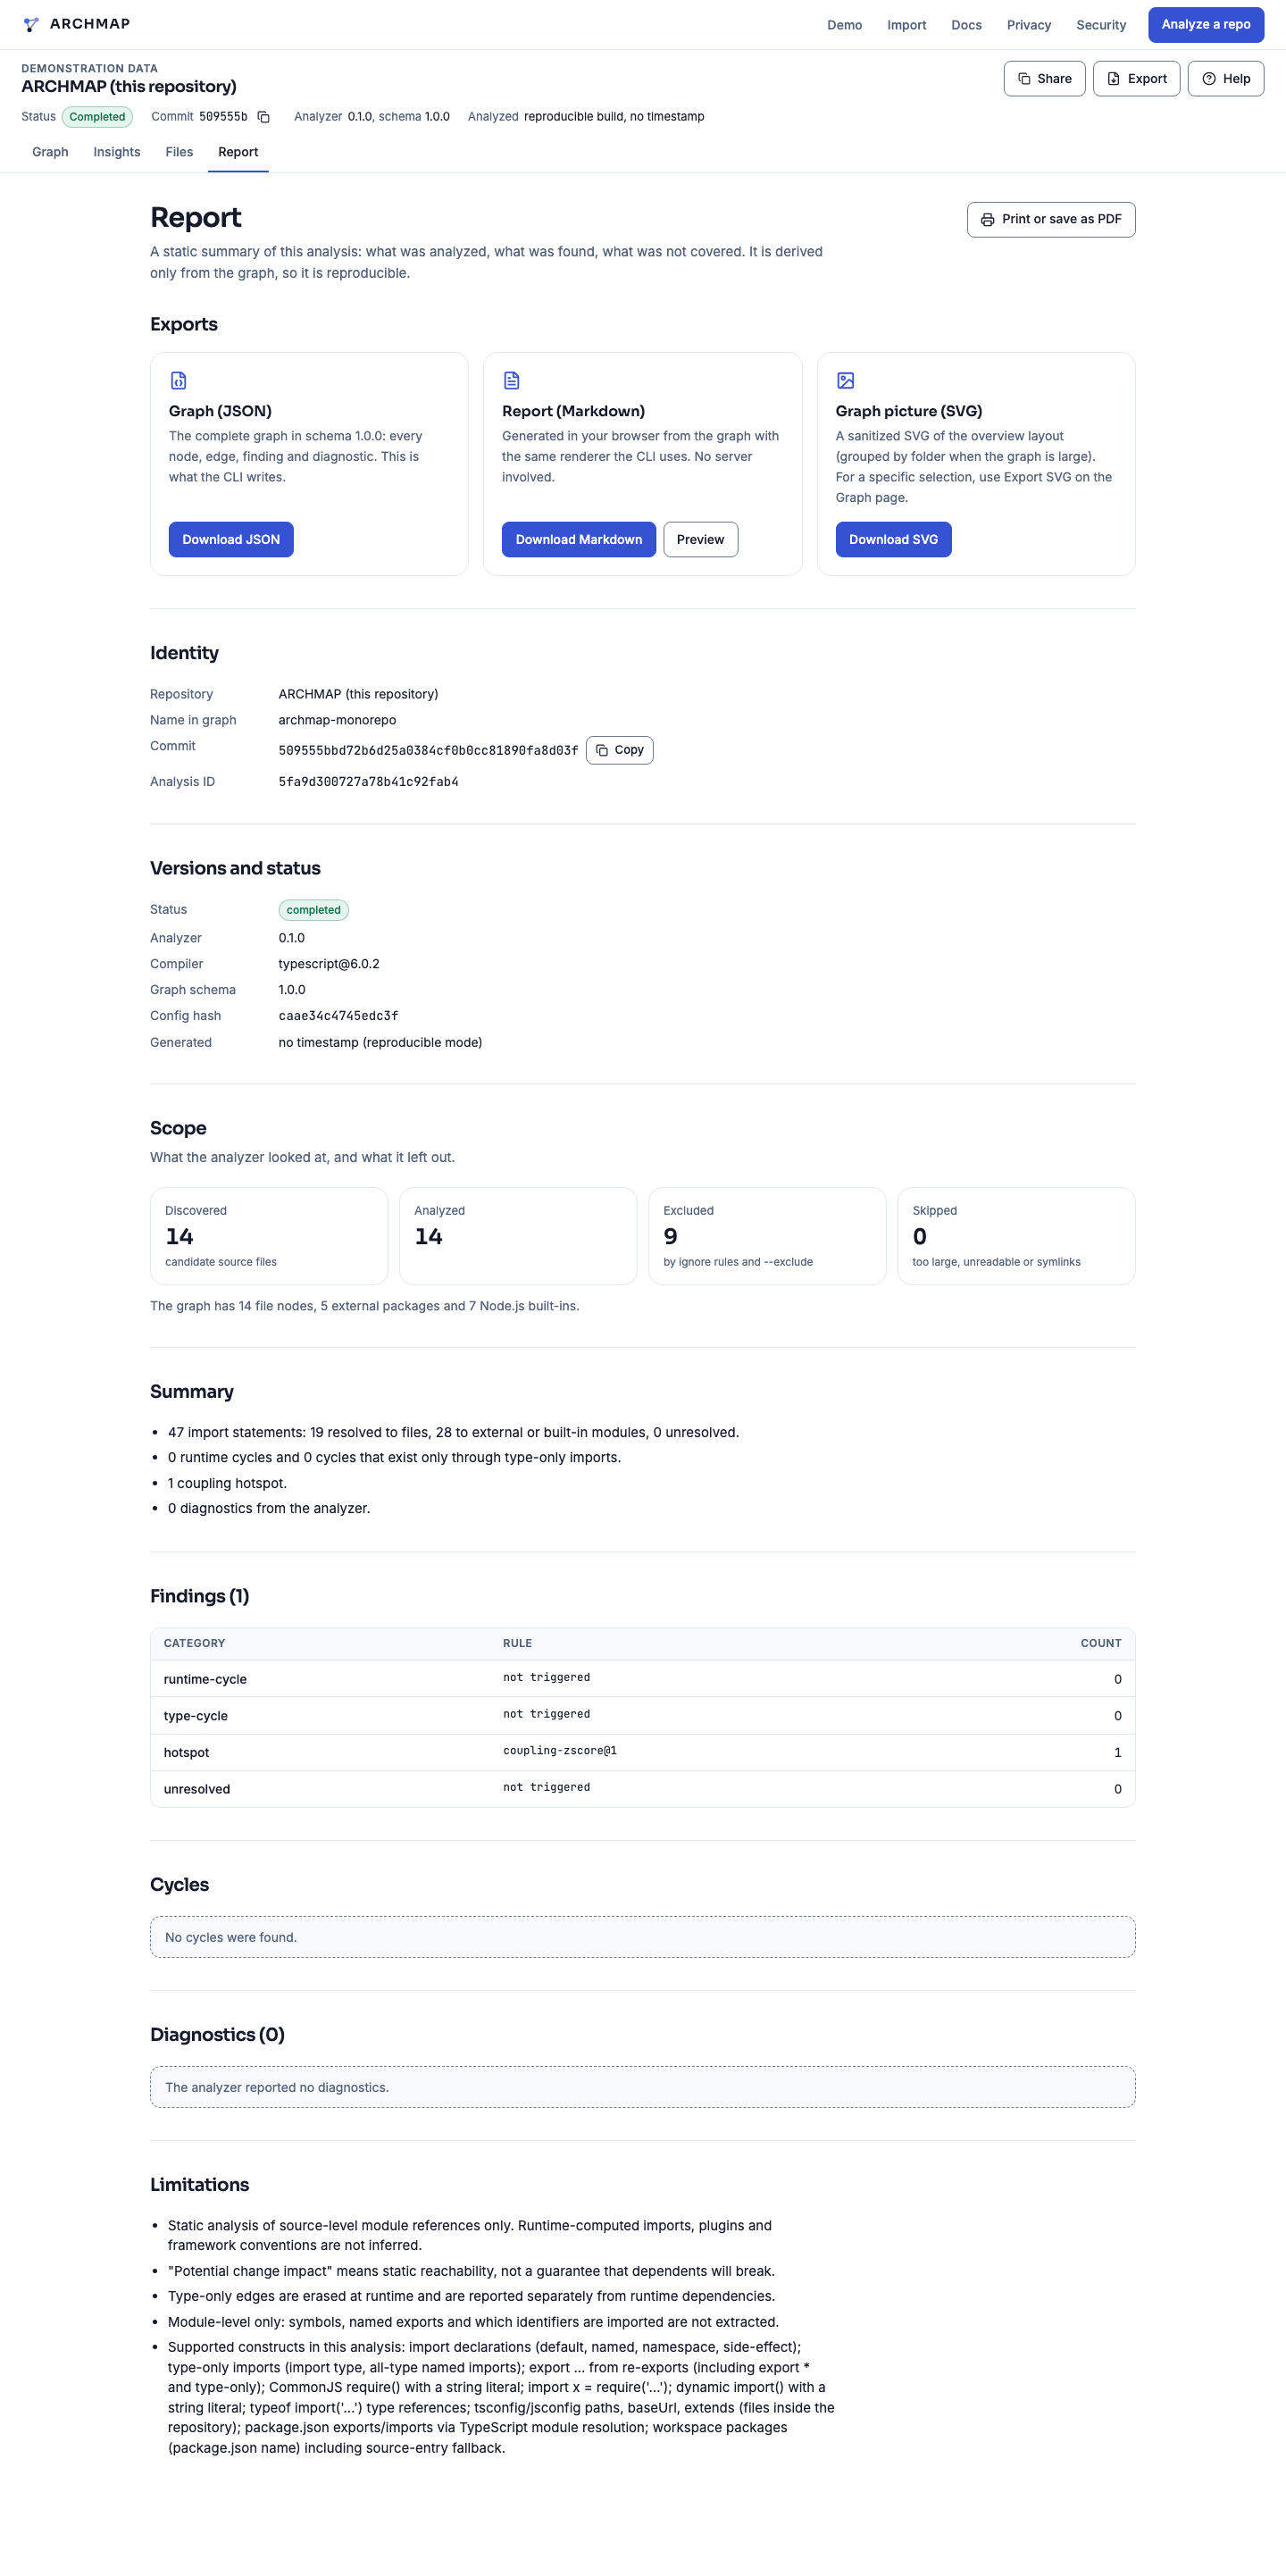 ARCHMAP
Demo Import Docs Privacy Security Analyze a repo
DEMONSTRATION DATA
ARCHMAP (this repository)
Share Export Help
Status Completed Commit 509555b Analyzer 0.1.0, schema 1.0.0 Analyzed reproducible build, no timestamp
Graph Insights Files Report
Report
Print or save as PDF
A static summary of this analysis: what was analyzed, what was found, what was not covered. It is derived
only from the graph, so it is reproducible.
Exports
Graph (JSON)
The complete graph in schema 1.0.0: every
node, edge, finding and diagnostic. This is
what the CLI writes.
Download JSON
Report (Markdown)
Generated in your browser from the graph with
the same renderer the CLI uses. No server
involved.
Download Markdown Preview
Graph picture (SVG)
A sanitized SVG of the overview layout
(grouped by folder when the graph is large).
For a specific selection, use Export SVG on the
Graph page.
Download SVG
Identity
Repository ARCHMAP (this repository)
Name in graph archmap-monorepo
Commit 509555bbd72b6d25a0384cf0b0cc81890fa8d03f Copy
Analysis ID 5fa9d300727a78b41c92fab4
Versions and status
Status completed
Analyzer 0.1.0
Compiler typescript@6.0.2
Graph schema 1.0.0
Config hash caae34c4745edc3f
Generated no timestamp (reproducible mode)
Scope
What the analyzer looked at, and what it left out.
Discovered
14
candidate source files
Analyzed
14
Excluded
9
by ignore rules and --exclude
Skipped
0
too large, unreadable or symlinks
The graph has 14 file nodes, 5 external packages and 7 Node.js built-ins.
Summary
• 47 import statements: 19 resolved to files, 28 to external or built-in modules, 0 unresolved.
• 0 runtime cycles and 0 cycles that exist only through type-only imports.
• 1 coupling hotspot.
• 0 diagnostics from the analyzer.
Findings (1)
CATEGORY RULE COUNT
runtime-cycle not triggered 0
type-cycle not triggered 0
hotspot coupling-zscore@1 1
unresolved not triggered 0
Cycles
No cycles were found.
Diagnostics (0)
The analyzer reported no diagnostics.
Limitations
• Static analysis of source-level module references only. Runtime-computed imports, plugins and
framework conventions are not inferred.
• "Potential change impact" means static reachability, not a guarantee that dependents will break.
• Type-only edges are erased at runtime and are reported separately from runtime dependencies.
• Module-level only: symbols, named exports and which identifiers are imported are not extracted.
• Supported constructs in this analysis: import declarations (default, named, namespace, side-effect);
type-only imports (import type, all-type named imports); export ... from re-exports (including export *
and type-only); CommonJS require() with a string literal; import x = require('...'); dynamic import() with a
string literal; typeof import('...') type references; tsconfig/jsconfig paths, baseUrl, extends (files inside the
repository); package.json exports/imports via TypeScript module resolution; workspace packages
(package.json name) including source-entry fallback.